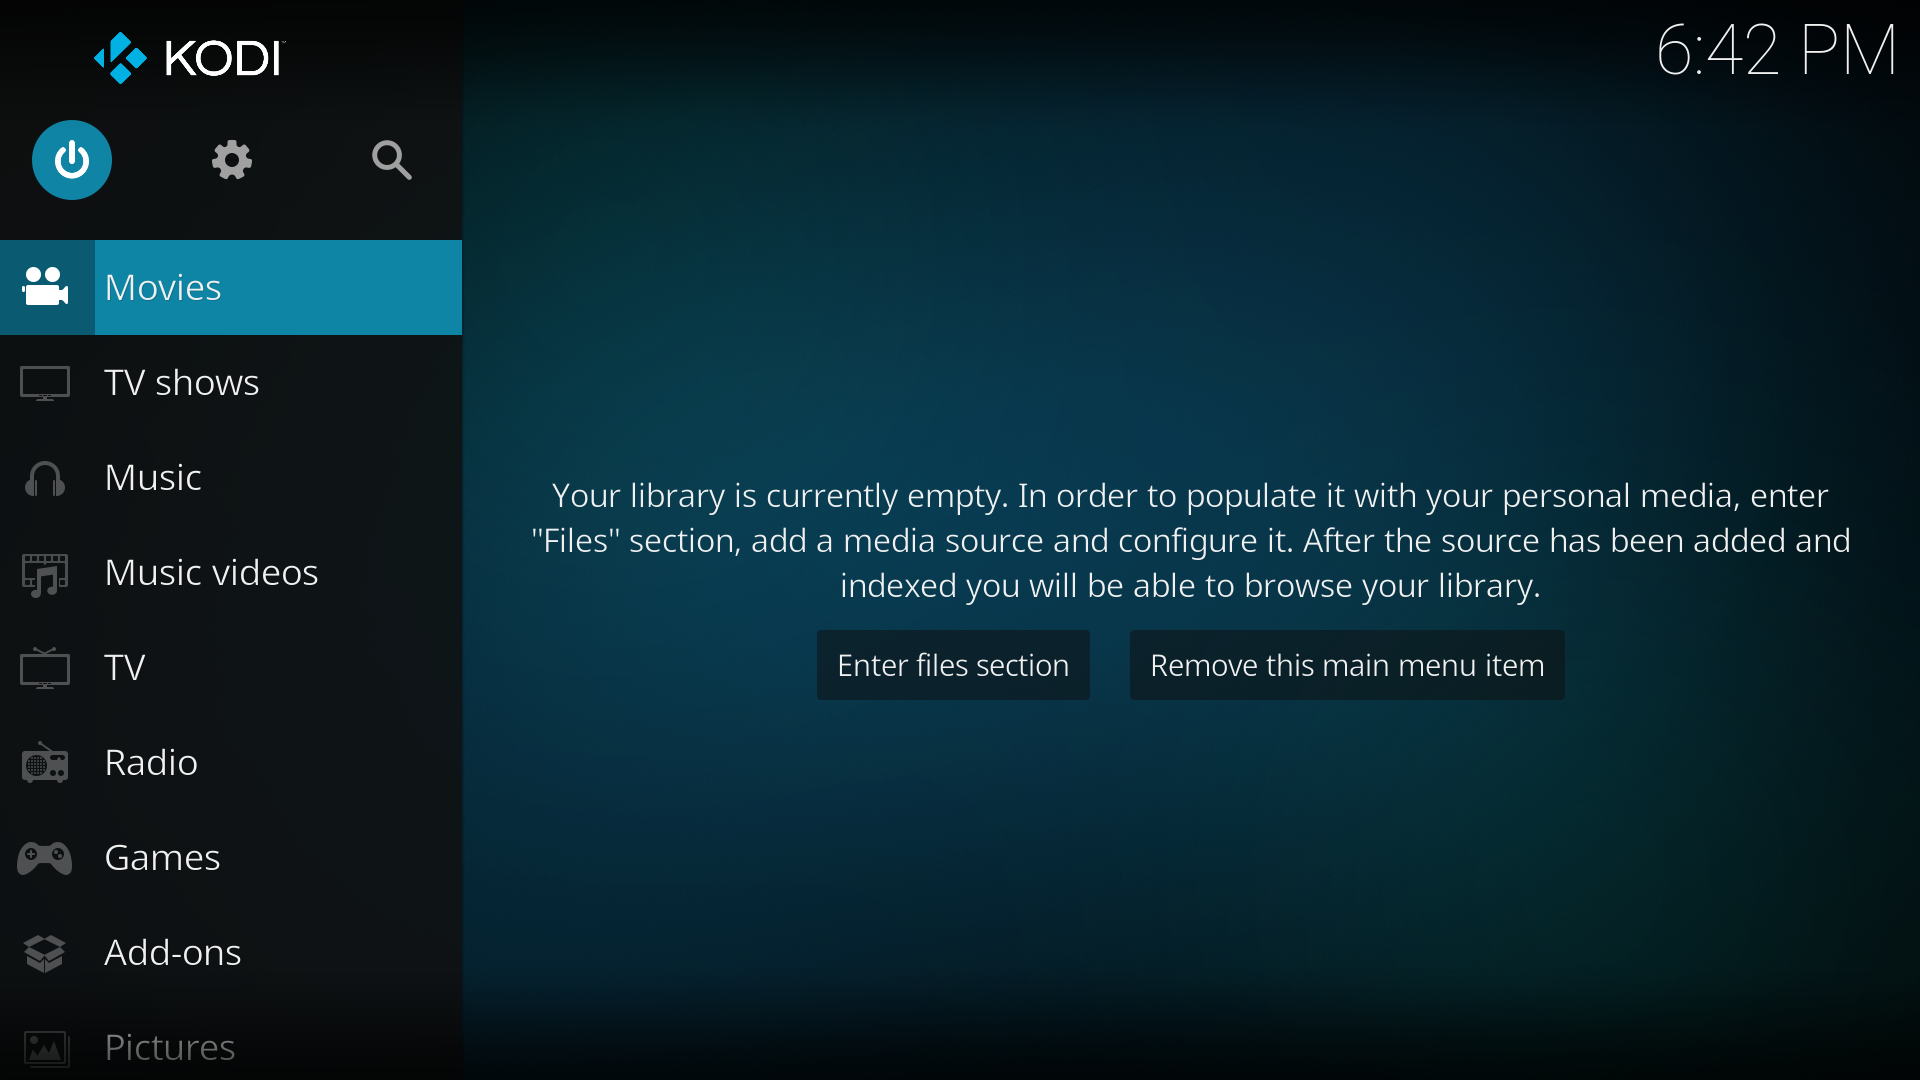 KODI
6:42 PM
Movies
TV shows
Music
Music videos
TV
Radio
Games
Add-ons
Pictures
Your library is currently empty. In order to populate it with your personal media, enter
"Files" section, add a media source and configure it. After the source has been added and
indexed you will be able to browse your library.
Enter files section
Remove this main menu item